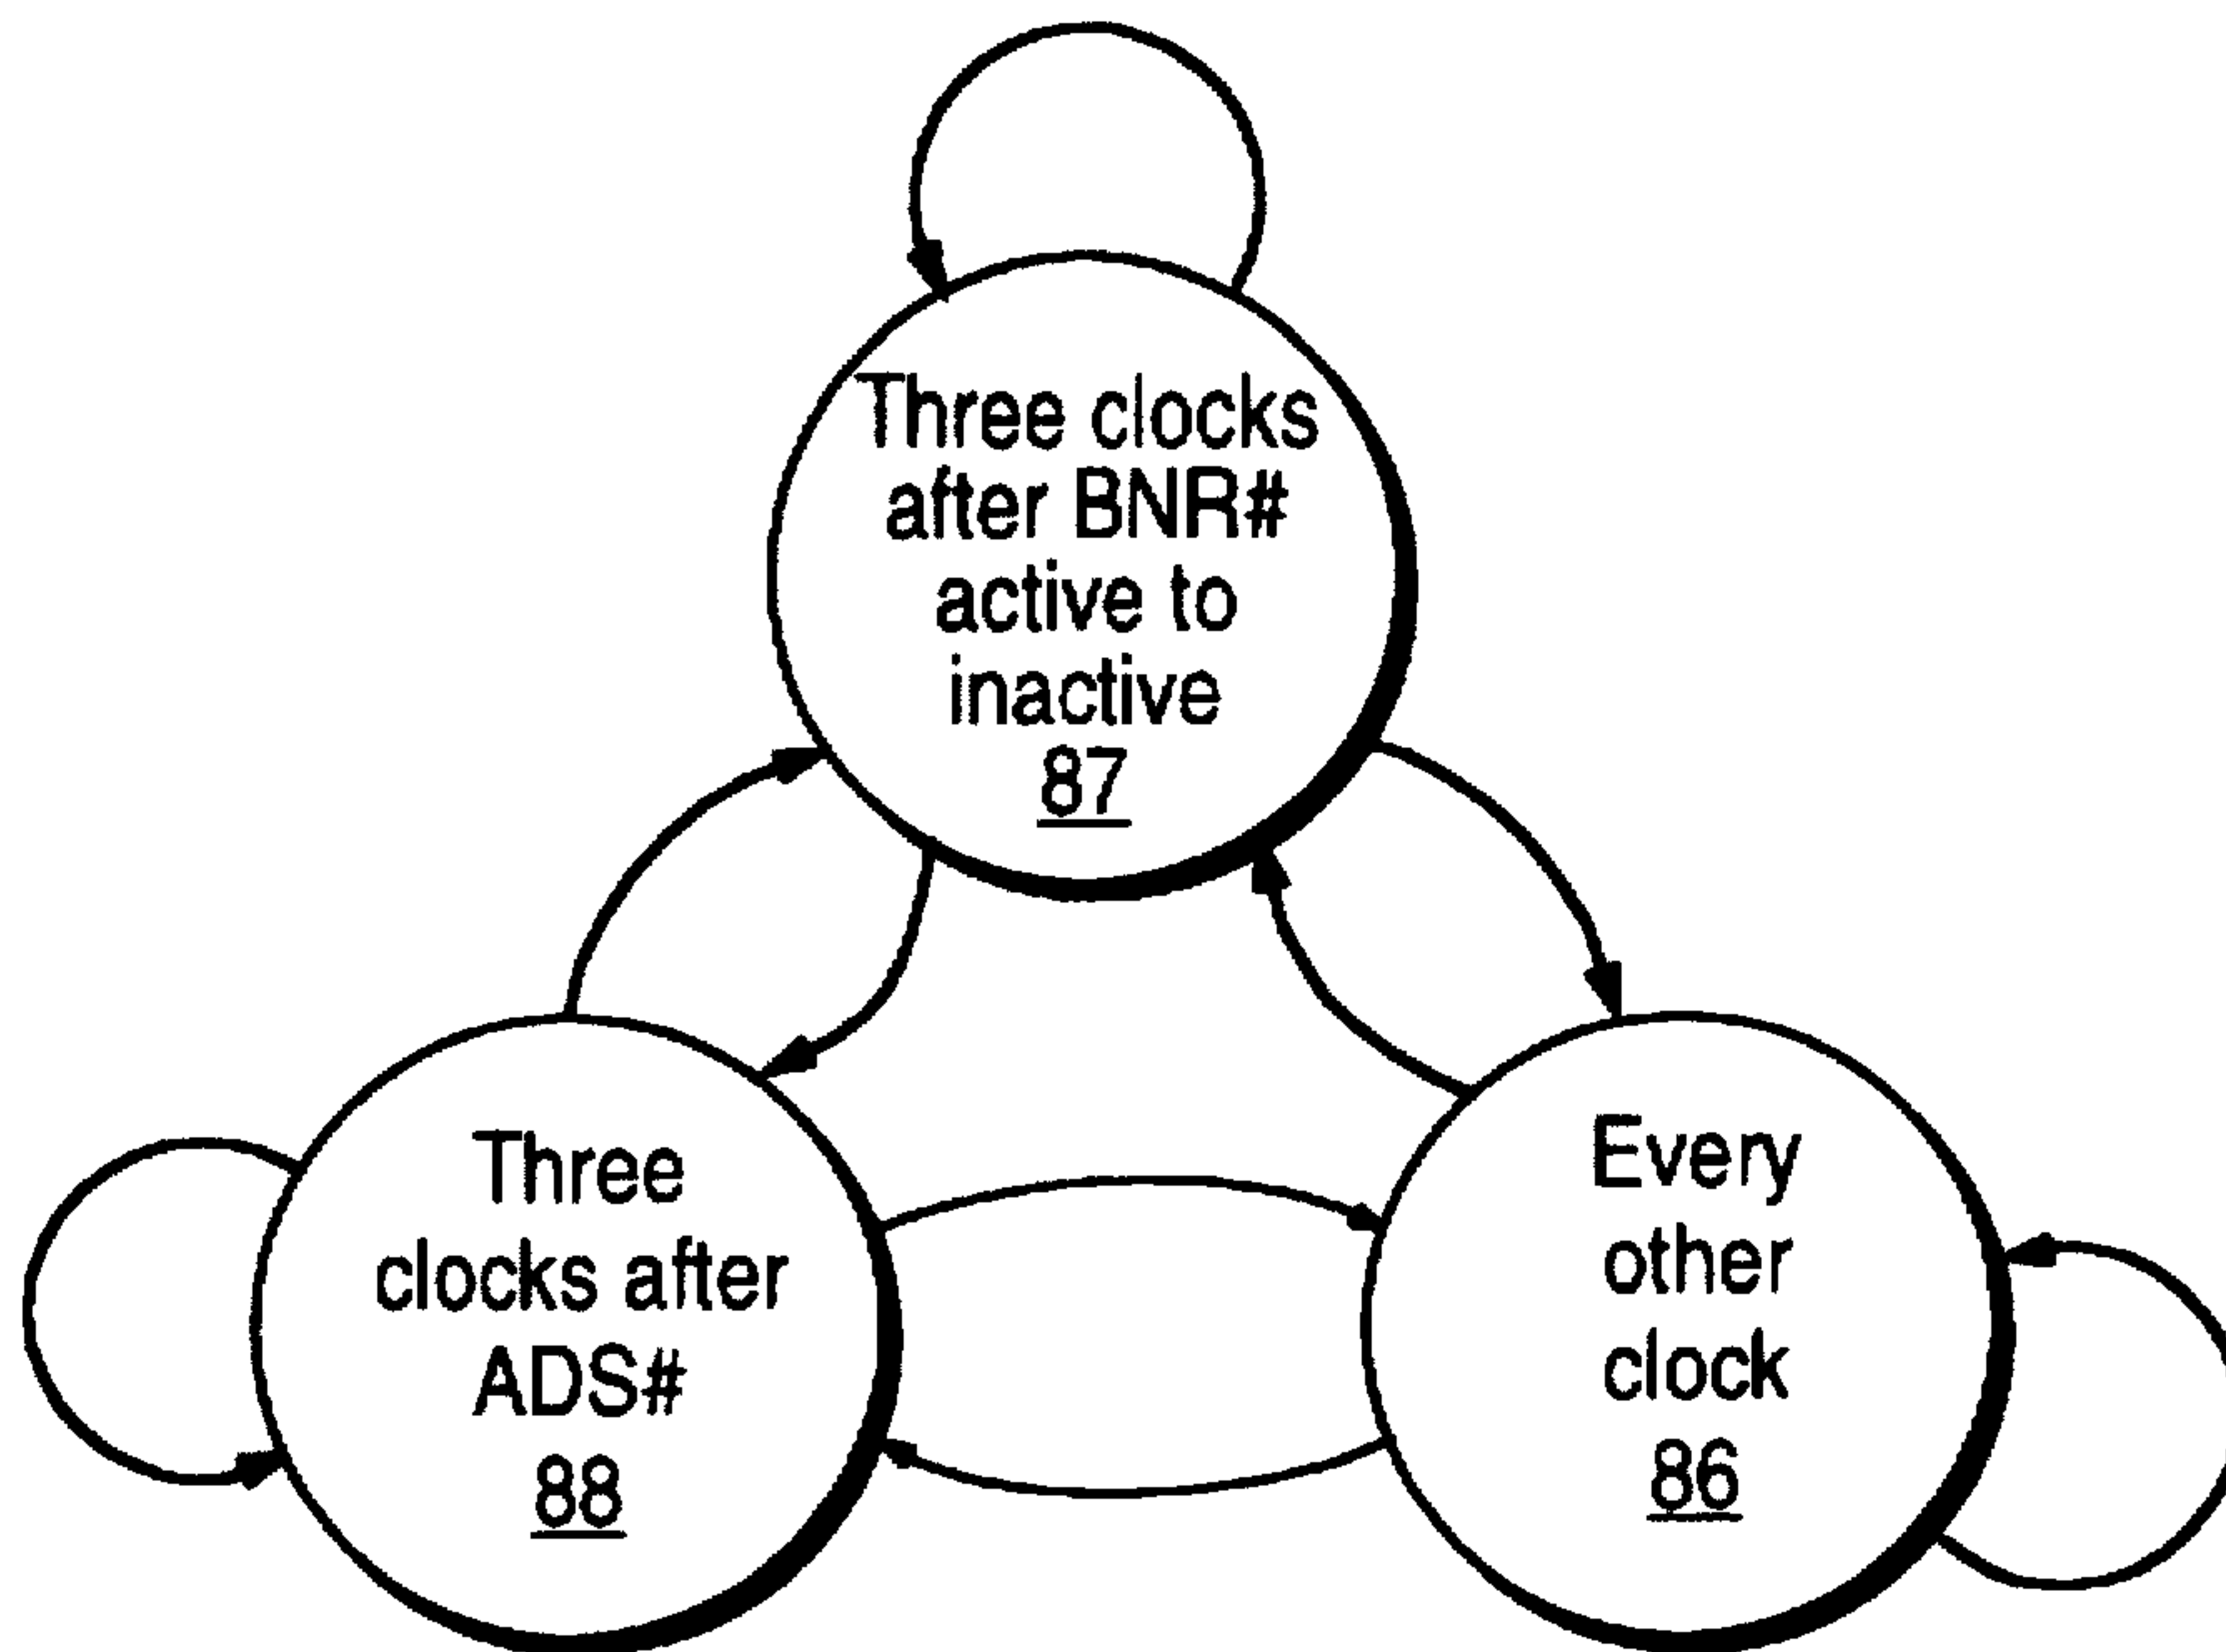 Three clocks
after BNR#
active to
inactive
87
Three
clocks after
ADS#
88
Every
other
clock
86